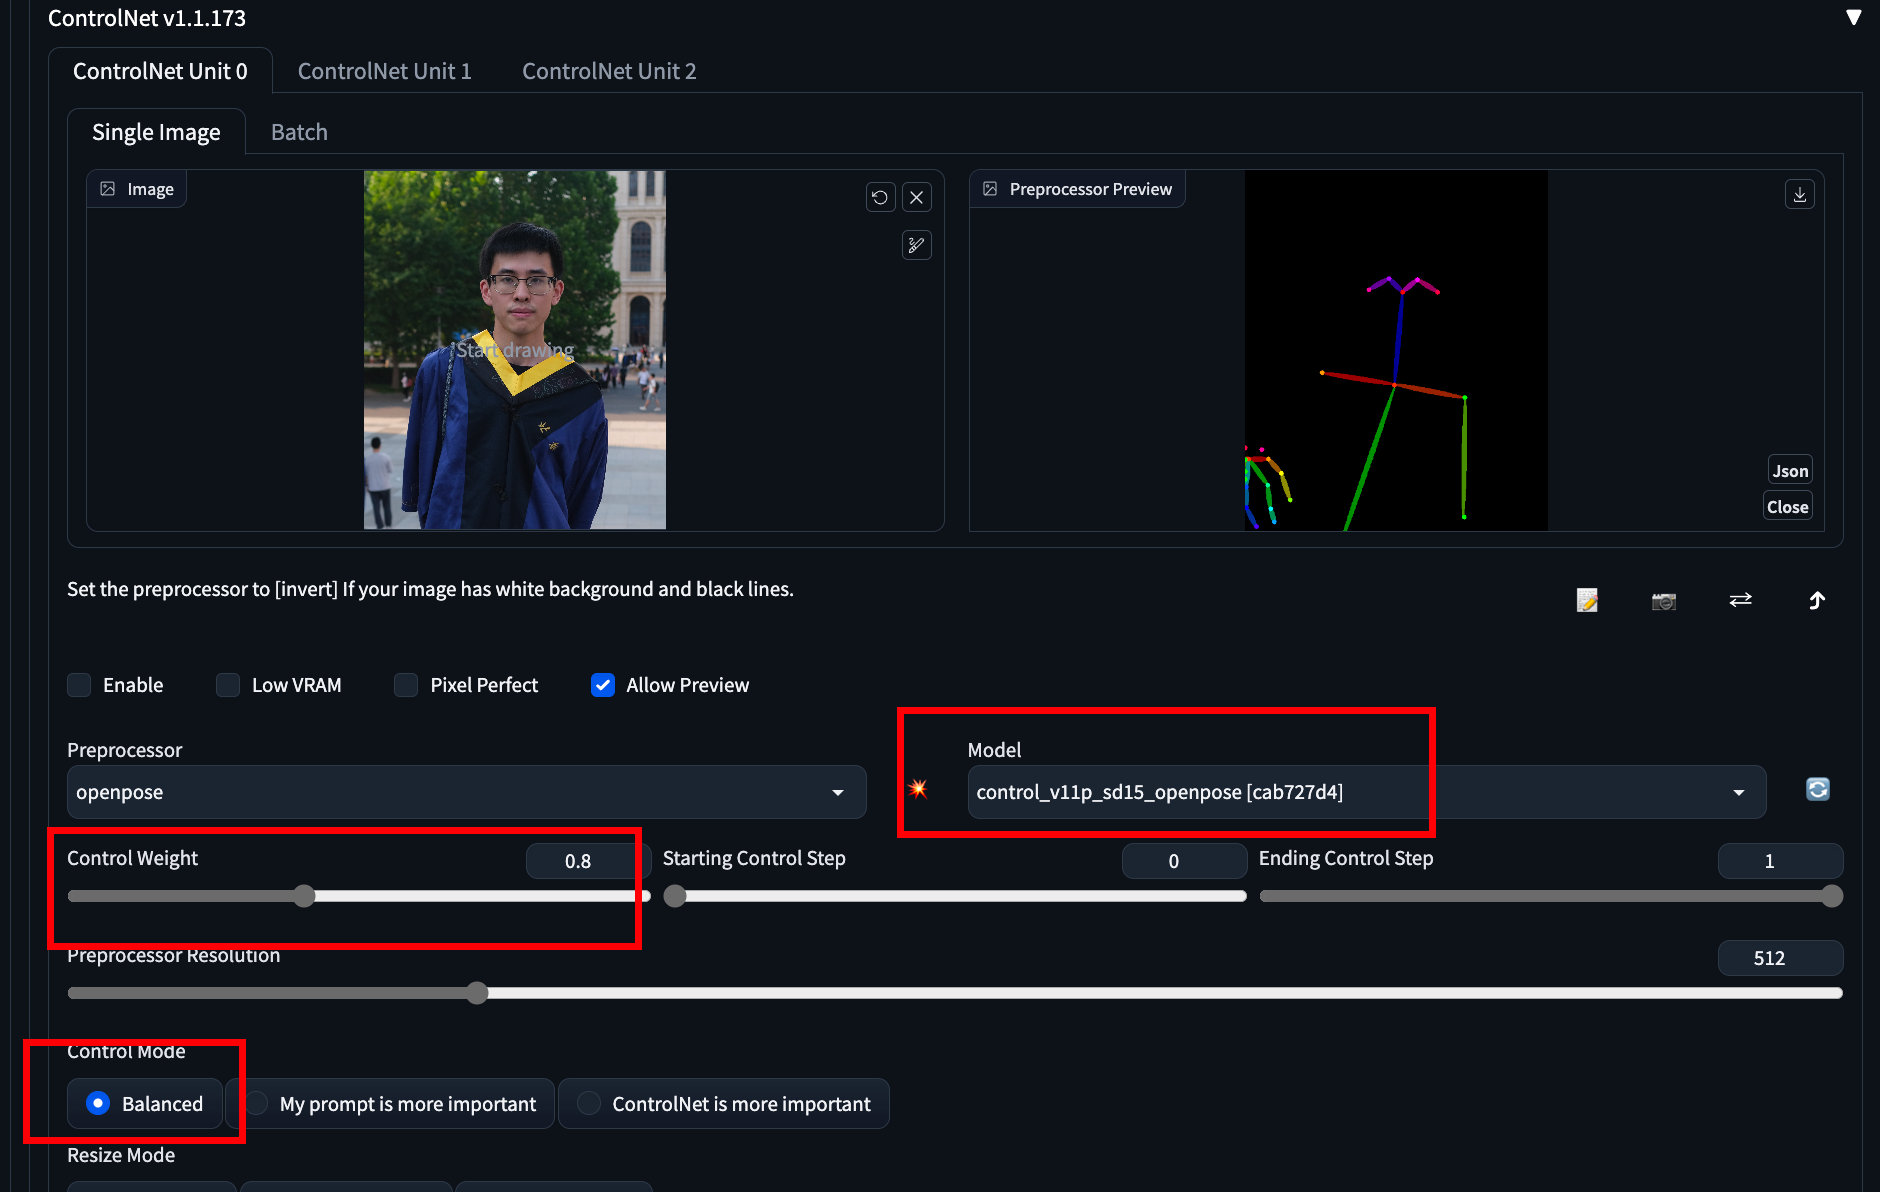 ControlNet v1.1.173
ControlNet Unit 0 ControlNet Unit 1 ControlNet Unit 2
Single Image Batch
Image
Start drawing
Preprocessor Preview
Json
Close
Set the preprocessor to [invert] If your image has white background and black lines.
Enable Low VRAM Pixel Perfect Allow Preview
Preprocessor Model
openpose control_v11p_sd15_openpose [cab727d4]
Control Weight 0.8 Starting Control Step 0 Ending Control Step 1
Preprocessor Resolution 512
Control Mode
Balanced My prompt is more important ControlNet is more important
Resize Mode